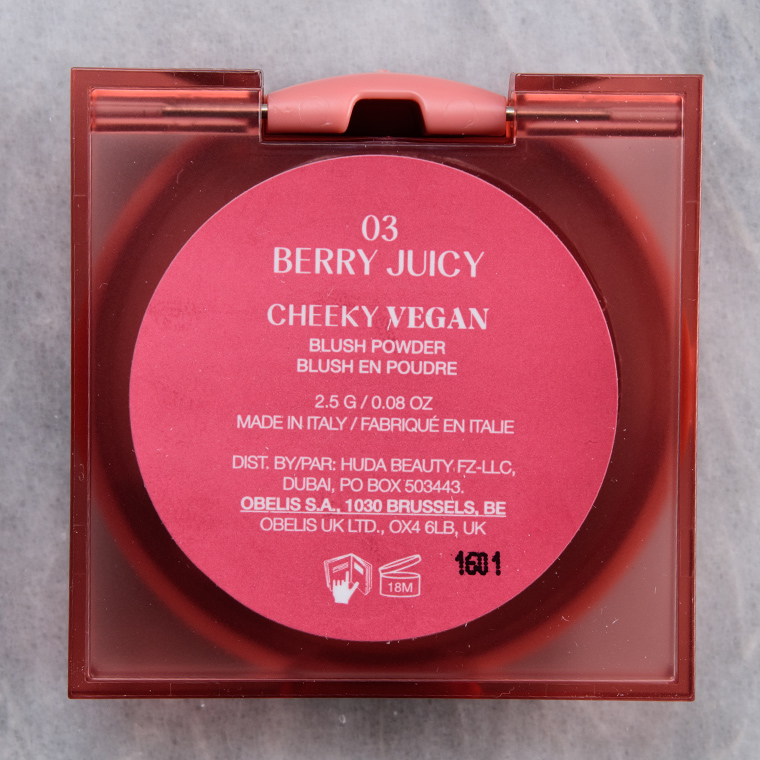 03
BERRY JUICY
CHEEKY VEGAN
BLUSH POWDER
BLUSH EN POUDRE
2.5 G / 0.08 OZ
MADE IN ITALY / FABRIQUÉ EN ITALIE
DIST. BY/PAR: HUDA BEAUTY FZ-LLC,
DUBAI, PO BOX 503443.
OBELIS S.A., 1030 BRUSSELS, BE
OBELIS UK LTD., OX4 6LB, UK
18M
1601